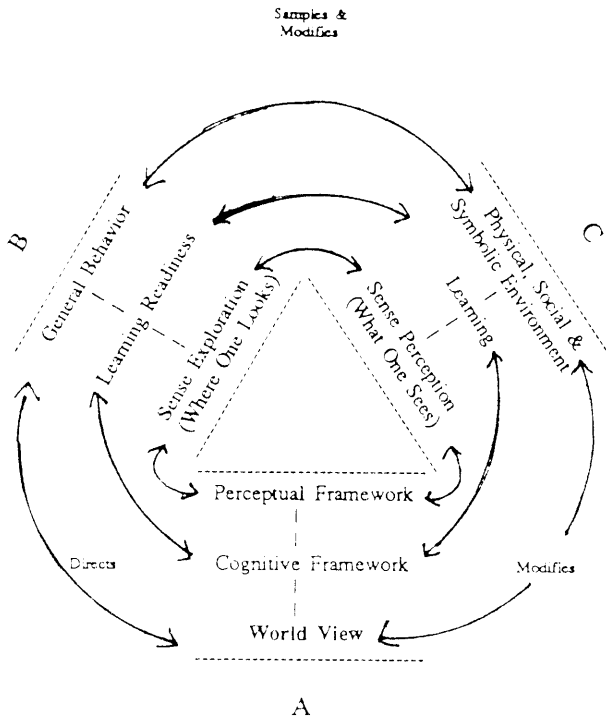 Samples &
Modifies
B
General Behavior
Learning Readiness
Sense Exploration
(Where One Looks)
Sense Perception
(What One Sees)
Learning
Physical, Social &
Symbolic Environment
C
Perceptual Framework
Directs
Cognitive Framework
Modifies
World View
A